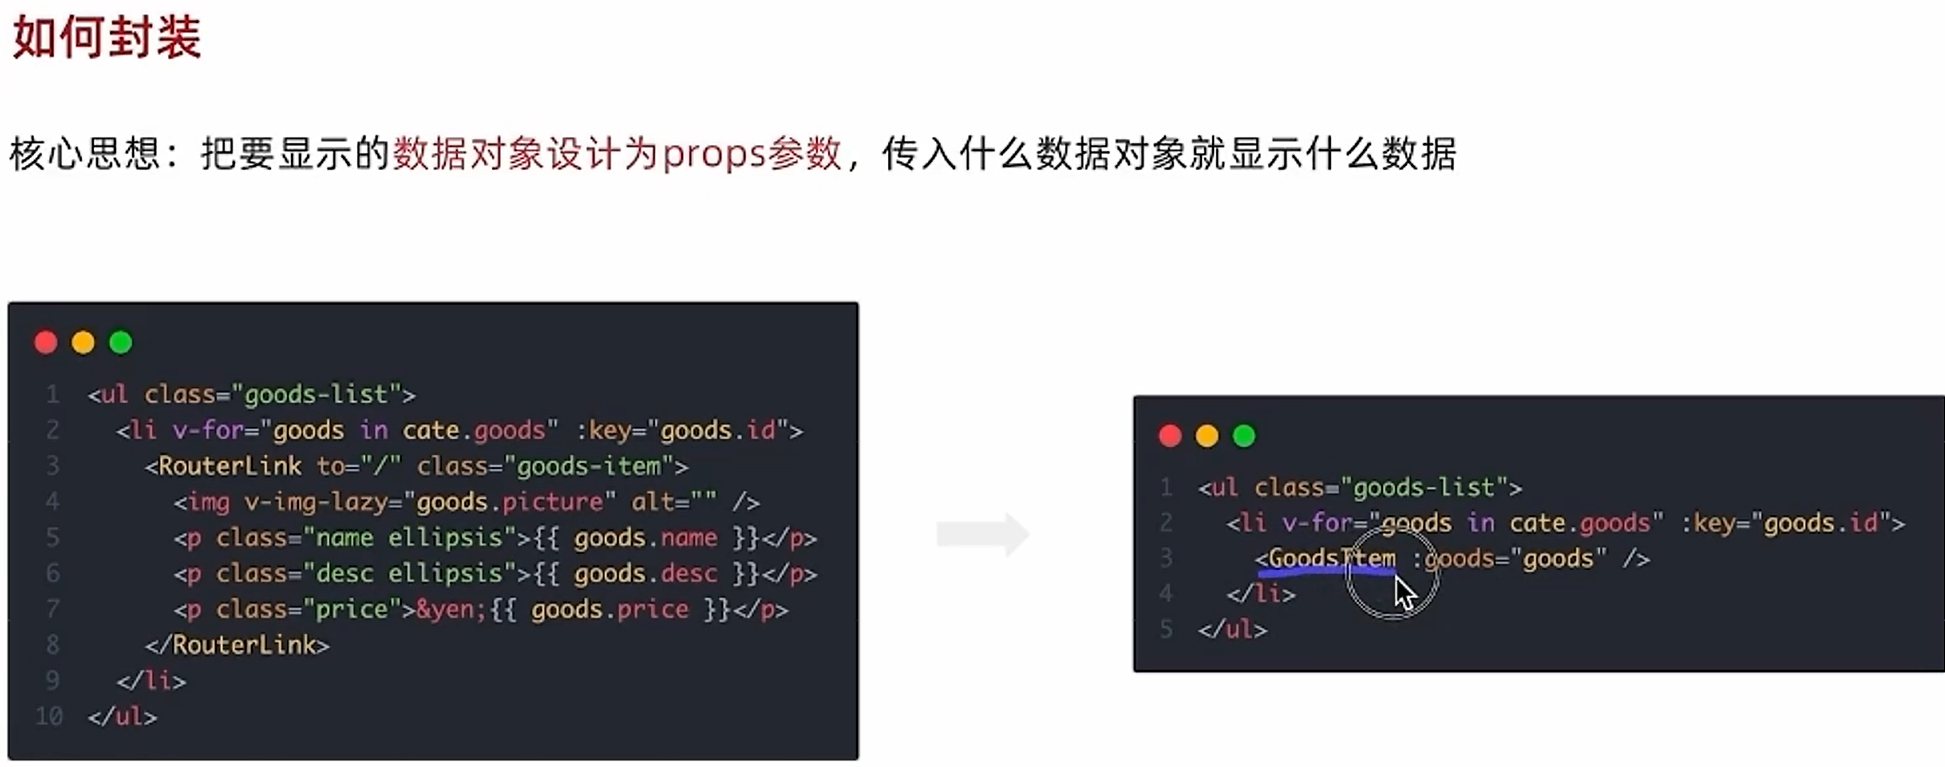 如何封装
核心思想：把要显示的数据对象设计为props参数，传入什么数据对象就显示什么数据
1 <ul class="goods-list">
2 <li v-for="goods in cate.goods" :key="goods.id">
3 <RouterLink to="/" class="goods-item">
4 <img v-img-lazy="goods.picture" alt="" />
5 <p class="name ellipsis">{{ goods.name }}</p>
6 <p class="desc ellipsis">{{ goods.desc }}</p>
7 <p class="price">&yen;{{ goods.price }}</p>
8 </RouterLink>
9 </li>
10 </ul>
1 <ul class="goods-list">
2 <li v-for="goods in cate.goods" :key="goods.id">
3 <GoodsItem :goods="goods" />
4 </li>
5 </ul>